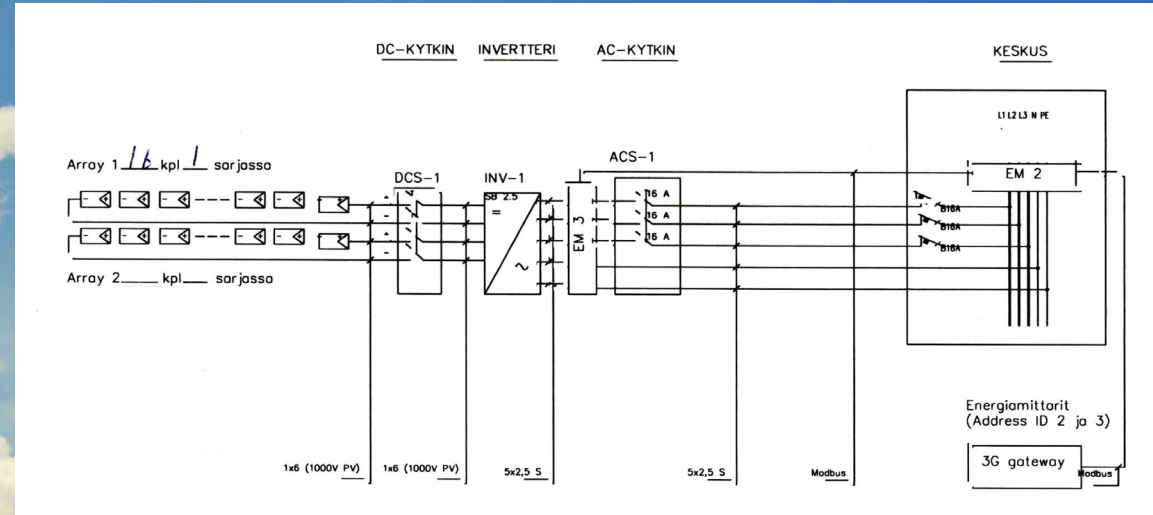 DC-KYTKIN INVERTTERI AC-KYTKIN KESKUS
L1 L2 L3 N PE
Array 1 16 kpl 1 sarjassa
DCS-1 INV-1 ACS-1
EM 2
SB 2.5
=
~
EM 3
16 A
16 A
16 A
B16A
B16A
B16A
Array 2____ kpl___ sarjassa
Energiamittarit
(Address ID 2 ja 3)
3G gateway
Modbus
1x6 (1000V PV) 1x6 (1000V PV) 5x2,5 S 5x2,5 S Modbus